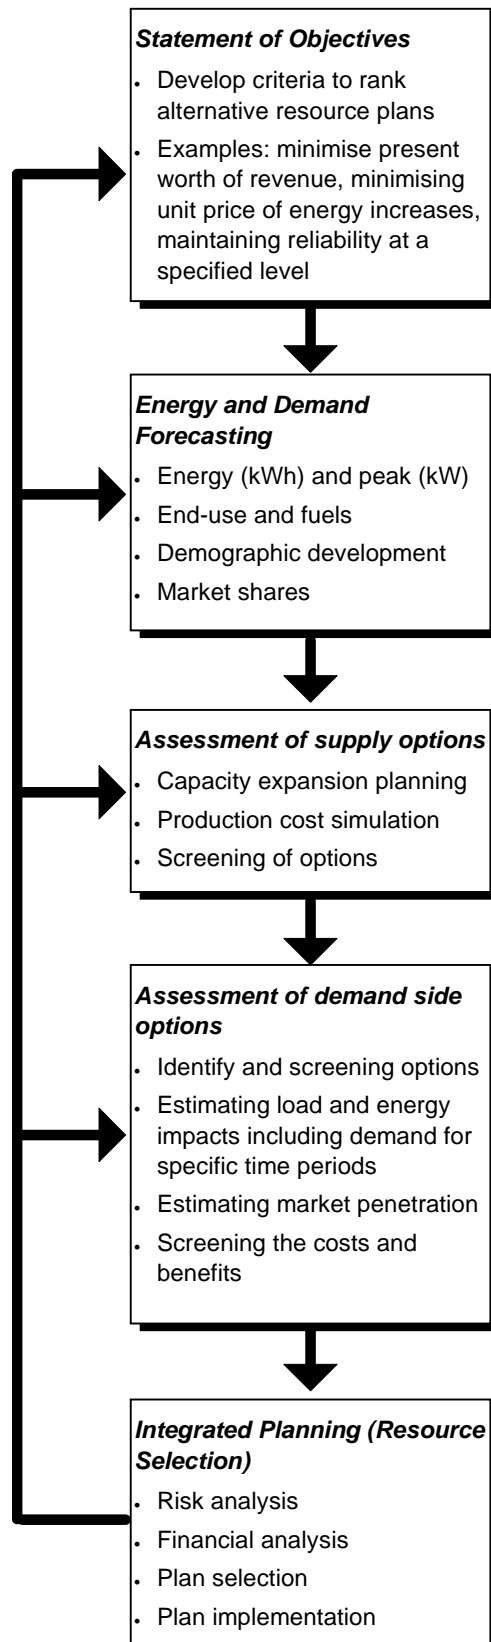 Statement of Objectives
• Develop criteria to rank
alternative resource plans
• Examples: minimise present
worth of revenue, minimising
unit price of energy increases,
maintaining reliability at a
specified level
Energy and Demand
Forecasting
• Energy (kWh) and peak (kW)
• End-use and fuels
• Demographic development
• Market shares
Assessment of supply options
• Capacity expansion planning
• Production cost simulation
• Screening of options
Assessment of demand side
options
• Identify and screening options
• Estimating load and energy
impacts including demand for
specific time periods
• Estimating market penetration
• Screening the costs and
benefits
Integrated Planning (Resource
Selection)
• Risk analysis
• Financial analysis
• Plan selection
• Plan implementation